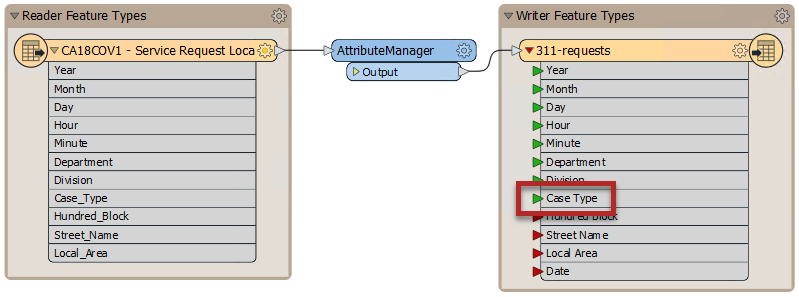 Reader Feature Types
CA18COV1 - Service Request Loca
Year
Month
Day
Hour
Minute
Department
Division
Case_Type
Hundred_Block
Street_Name
Local_Area
AttributeManager
Output
Writer Feature Types
311-requests
Year
Month
Day
Hour
Minute
Department
Division
Case Type
Hundred Block
Street Name
Local Area
Date